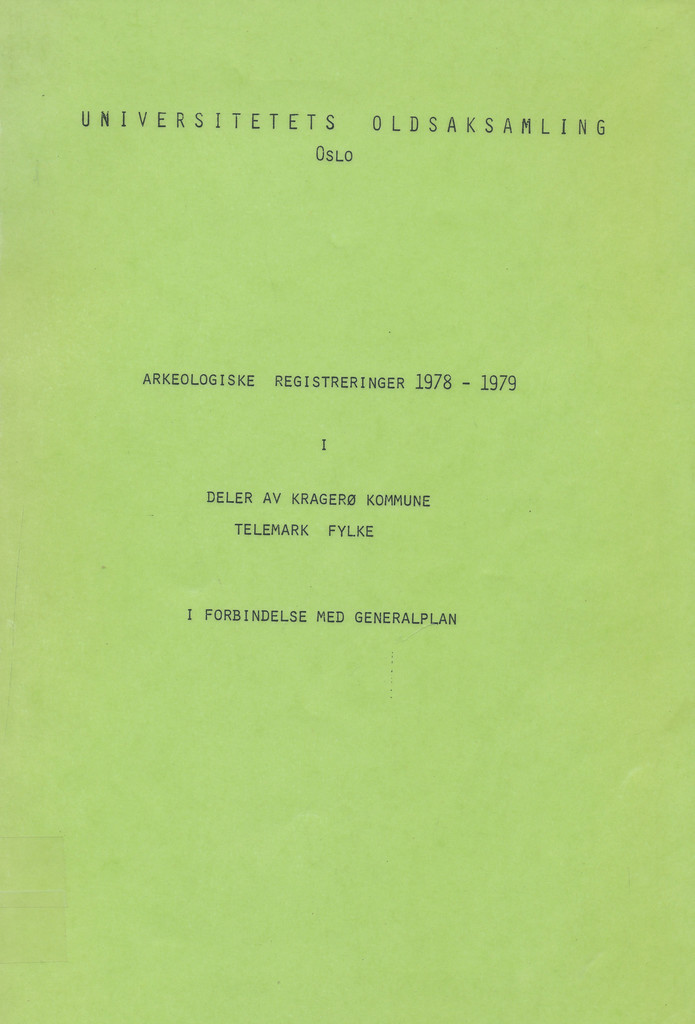 UNIVERSITETETS OLDSAKSAMLING
OSLO
ARKEOLOGISKE REGISTRERINGER 1978 - 1979
I
DELER AV KRAGERØ KOMMUNE
TELEMARK FYLKE
I FORBINDELSE MED GENERALPLAN